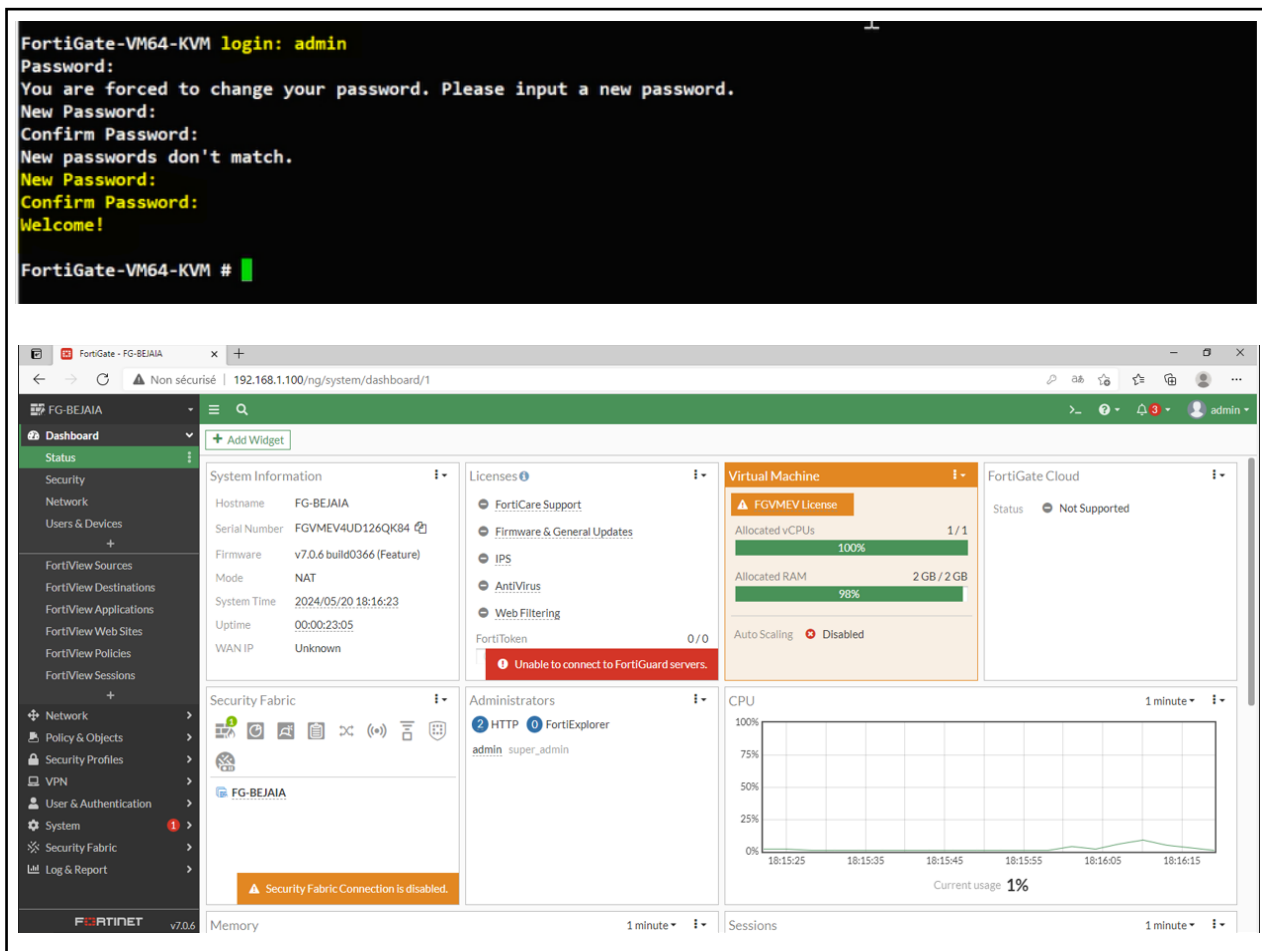 FortiGate-VM64-KVM login: admin
Password:
You are forced to change your password. Please input a new password.
New Password:
Confirm Password:
New passwords don't match.
New Password:
Confirm Password:
Welcome!
FortiGate-VM64-KVM #
FortiGate - FG-BEJAIA
Non sécurisé | 192.168.1.100/ng/system/dashboard/1
FG-BEJAIA
3
admin
Dashboard
Status
Security
Network
Users & Devices
+
FortiView Sources
FortiView Destinations
FortiView Applications
FortiView Web Sites
FortiView Policies
FortiView Sessions
+
Network
Policy & Objects
Security Profiles
VPN
User & Authentication
System 1
Security Fabric
Log & Report
FORTINET v7.0.6
+ Add Widget
System Information
Hostname FG-BEJAIA
Serial Number FGVMEV4UD126QK84
Firmware v7.0.6 build0366 (Feature)
Mode NAT
System Time 2024/05/20 18:16:23
Uptime 00:00:23:05
WAN IP Unknown
Licenses
FortiCare Support
Firmware & General Updates
IPS
AntiVirus
Web Filtering
FortiToken 0/0
Unable to connect to FortiGuard servers.
Virtual Machine
FGVMEV License
Allocated vCPUs 1/1
100%
Allocated RAM 2 GB / 2 GB
98%
Auto Scaling Disabled
FortiGate Cloud
Status Not Supported
Security Fabric
1
FG-BEJAIA
Security Fabric Connection is disabled.
Administrators
2 HTTP 0 FortiExplorer
admin super_admin
CPU 1 minute
100%
75%
50%
25%
0%
18:15:25 18:15:35 18:15:45 18:15:55 18:16:05 18:16:15
Current usage 1%
Memory 1 minute
Sessions 1 minute